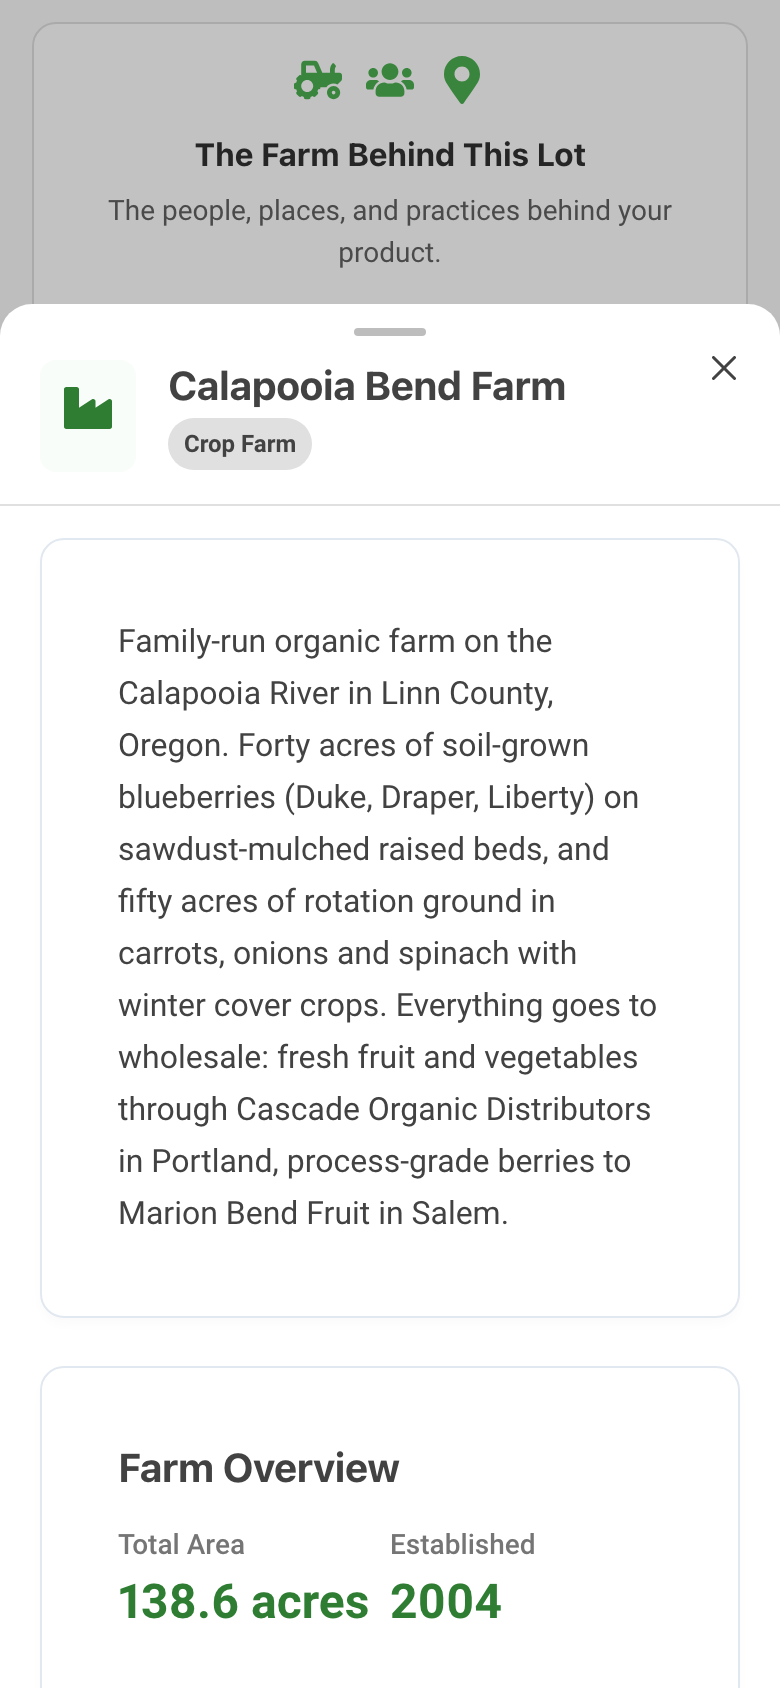 The Farm Behind This Lot
The people, places, and practices behind your
product.
Calapooia Bend Farm
Crop Farm
Family-run organic farm on the
Calapooia River in Linn County,
Oregon. Forty acres of soil-grown
blueberries (Duke, Draper, Liberty) on
sawdust-mulched raised beds, and
fifty acres of rotation ground in
carrots, onions and spinach with
winter cover crops. Everything goes to
wholesale: fresh fruit and vegetables
through Cascade Organic Distributors
in Portland, process-grade berries to
Marion Bend Fruit in Salem.
Farm Overview
Total Area Established
138.6 acres 2004